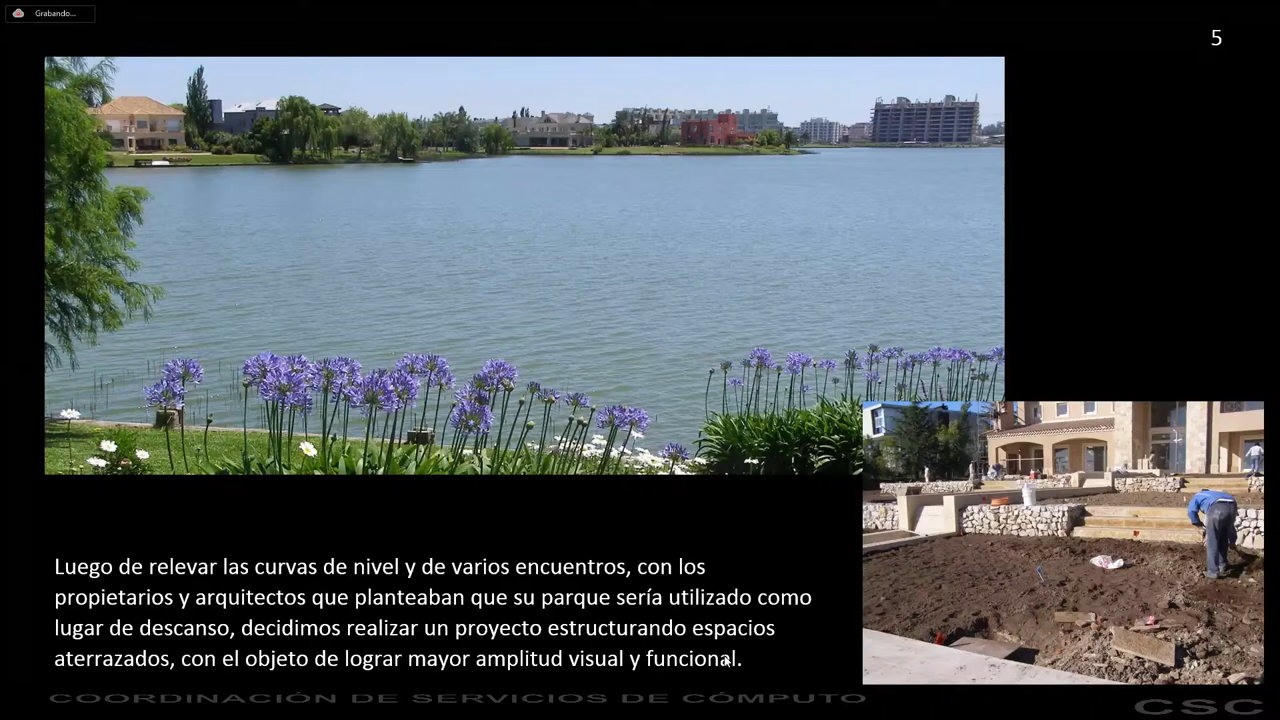 Grabando...
5
Luego de relevar las curvas de nivel y de varios encuentros, con los
propietarios y arquitectos que planteaban que su parque sería utilizado como
lugar de descanso, decidimos realizar un proyecto estructurando espacios
aterrazados, con el objeto de lograr mayor amplitud visual y funcional.
COORDINACIÓN DE SERVICIOS DE CÓMPUTO
CSC